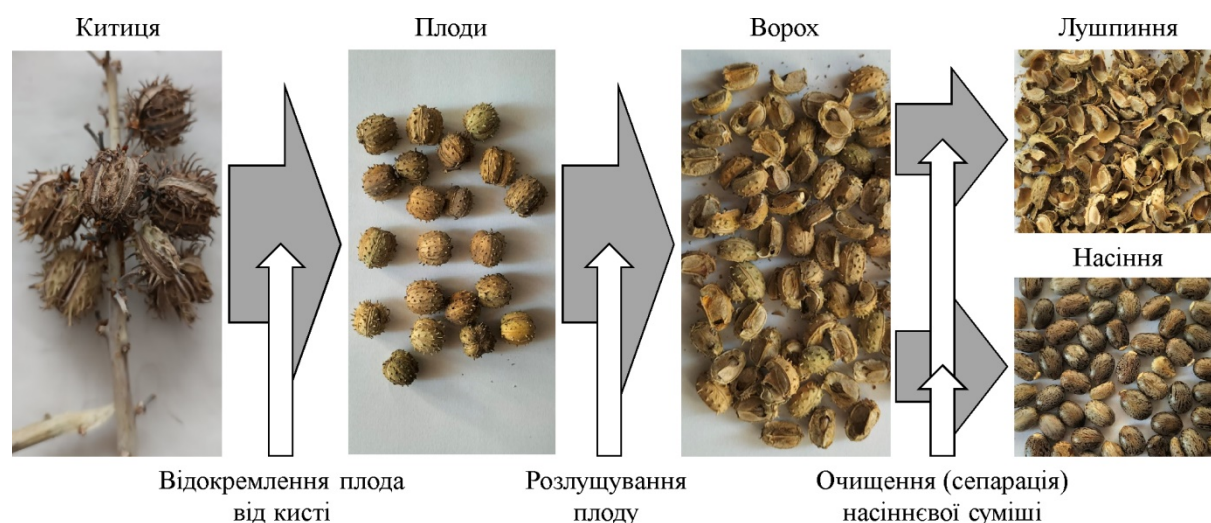 Китиця
Плоди
Ворох
Лушпиння
Насіння
Відокремлення плода
від кисті
Розлущування
плоду
Очищення (сепарація)
насіннєвої суміші